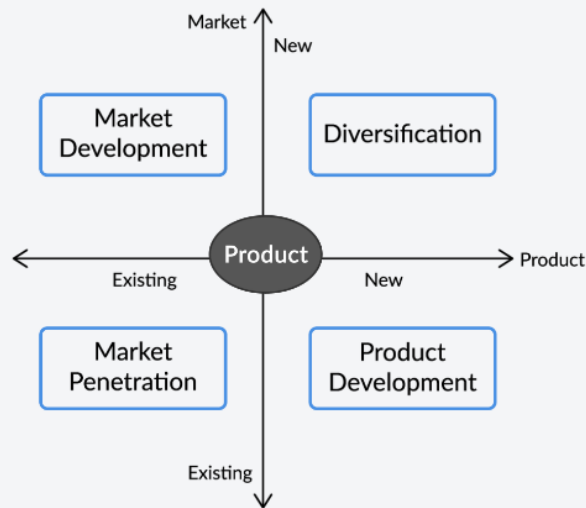 Market
New
Market
Development
Diversification
Product
Product
Existing
New
Market
Penetration
Product
Development
Existing